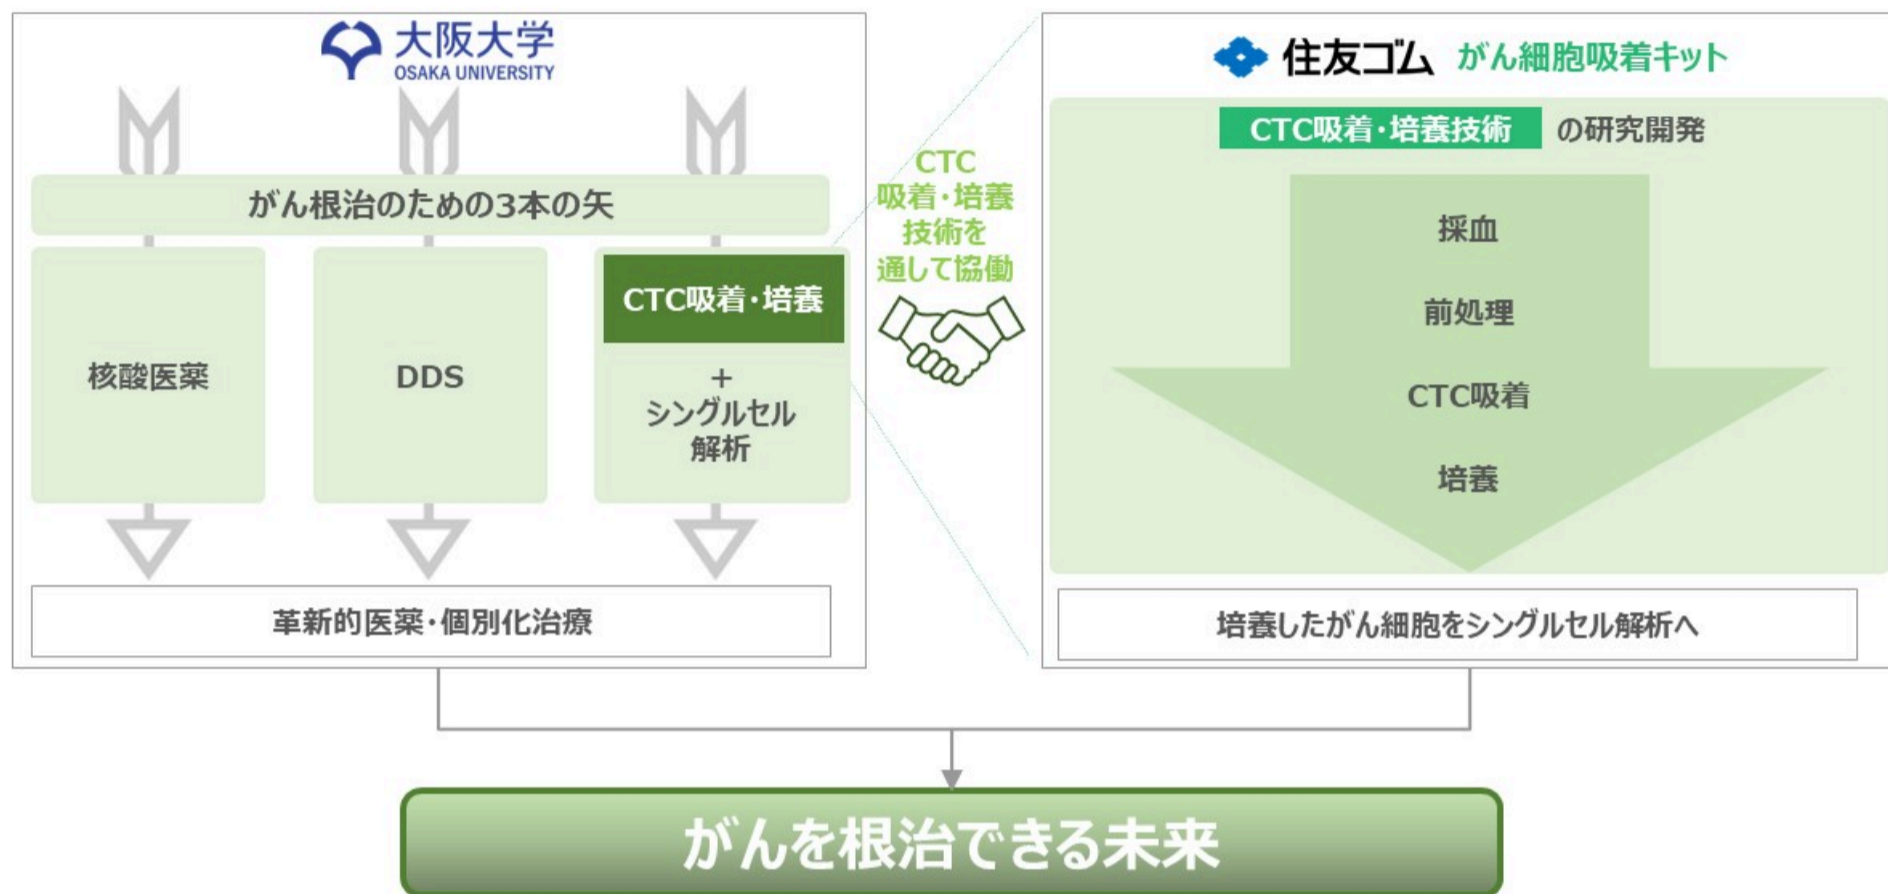 大阪大学
OSAKA UNIVERSITY
がん根治のための3本の矢
核酸医薬
DDS
CTC吸着・培養
+
シングルセル
解析
革新的医薬・個別化治療
CTC
吸着・培養
技術を
通して協働
住友ゴム がん細胞吸着キット
CTC吸着・培養技術 の研究開発
採血
前処理
CTC吸着
培養
培養したがん細胞をシングルセル解析へ
がんを根治できる未来